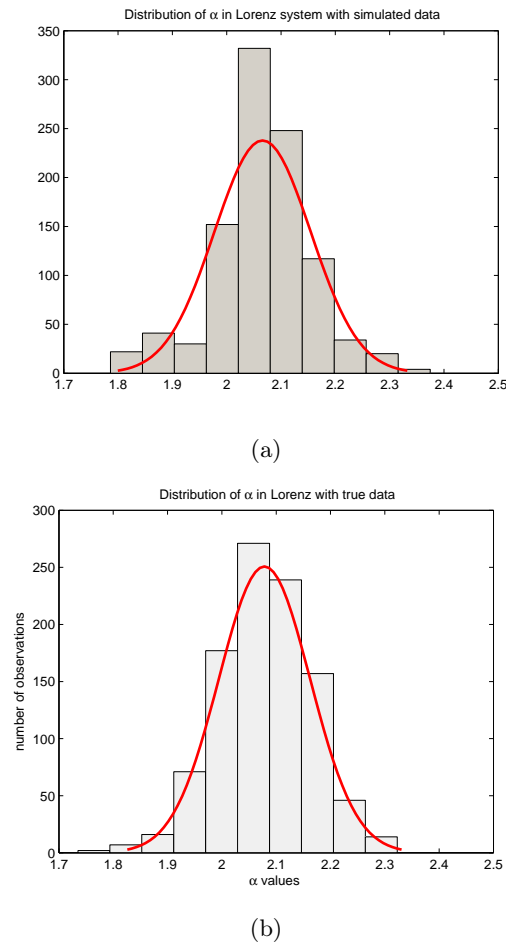 Distribution of α in Lorenz system with simulated data
350
300
250
200
150
100
50
0
1.7 1.8 1.9 2 2.1 2.2 2.3 2.4 2.5
(a)
Distribution of α in Lorenz with true data
300
250
200
150
100
50
0
number of observations
1.7 1.8 1.9 2 2.1 2.2 2.3 2.4 2.5
α values
(b)